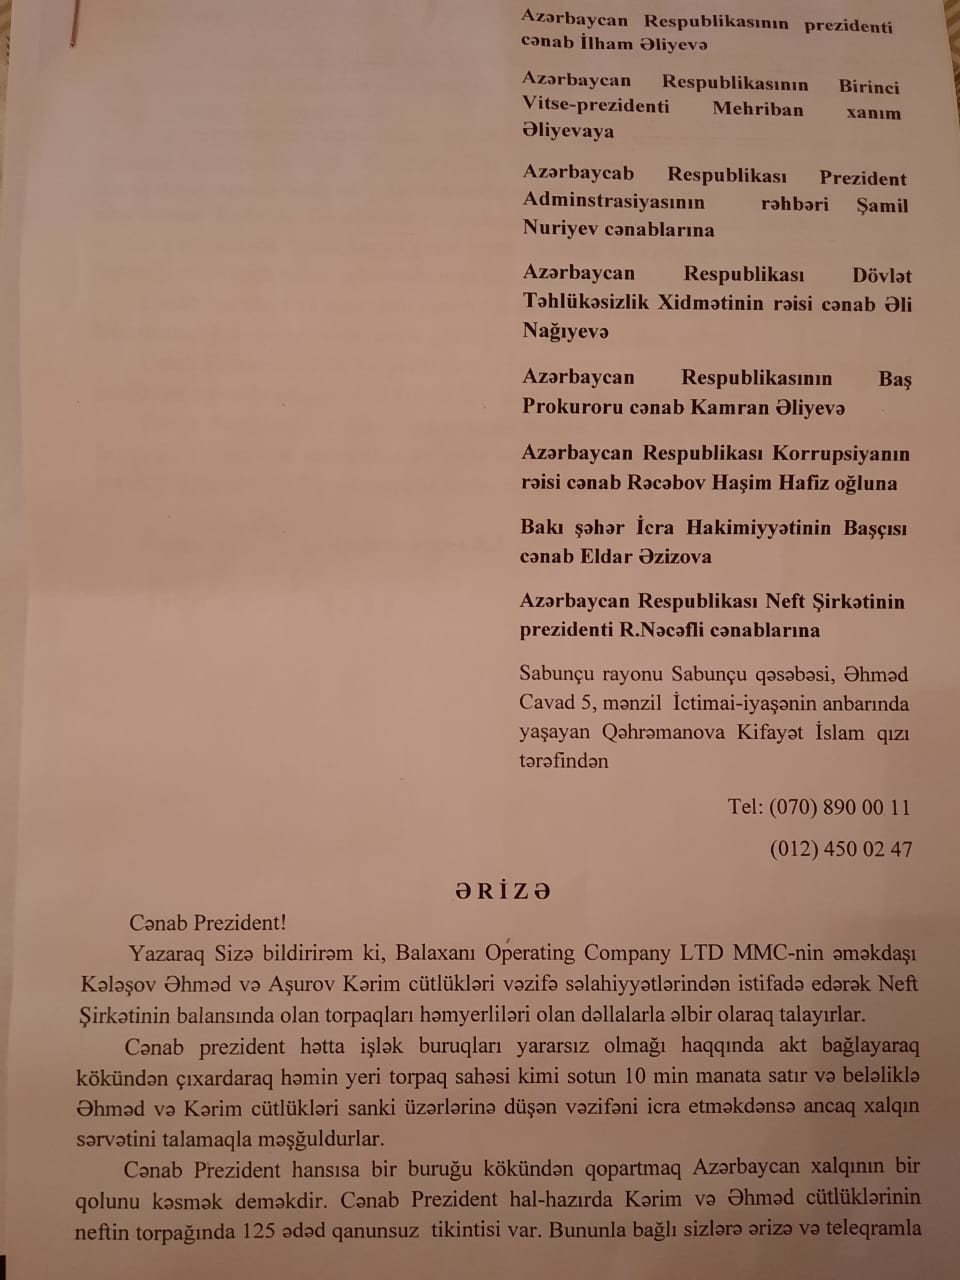 Azərbaycan Respublikasının prezidenti
cənab İlham Əliyevə
Azərbaycan Respublikasının Birinci
Vitse-prezidenti Mehriban xanım
Əliyevaya
Azərbaycab Respublikası Prezident
Adminstrasiyasının rəhbəri Şamil
Nuriyev cənablarına
Azərbaycan Respublikası Dövlət
Təhlükəsizlik Xidmətinin rəisi cənab Əli
Nağıyevə
Azərbaycan Respublikasının Baş
Prokuroru cənab Kamran Əliyevə
Azərbaycan Respublikası Korrupsiyanın
rəisi cənab Rəcəbov Haşim Hafiz oğluna
Bakı şəhər İcra Hakimiyyətinin Başçısı
cənab Eldar Əzizova
Azərbaycan Respublikası Neft Şirkətinin
prezidenti R.Nəcəfli cənablarına
Sabunçu rayonu Sabunçu qəsəbəsi, Əhməd
Cavad 5, mənzil İctimai-iyaşənin anbarında
yaşayan Qəhrəmanova Kifayət İslam qızı
tərəfindən
Tel: (070) 890 00 11
(012) 450 02 47
ƏRİZƏ
Cənab Prezident!
Yazaraq Sizə bildirirəm ki, Balaxanı Operating Company LTD MMC-nin əməkdaşı
Kələşov Əhməd və Aşurov Kərim cütlükləri vəzifə səlahiyyətlərindən istifadə edərək Neft
Şirkətinin balansında olan torpaqları həmyerliləri olan dəllalarla əlbir olaraq talayırlar.
Cənab prezident hətta işlək buruqları yararsız olmağı haqqında akt bağlayaraq
kökündən çıxardaraq həmin yeri torpaq sahəsi kimi sotun 10 min manata satır və beləliklə
Əhməd və Kərim cütlükləri sanki üzərlərinə düşən vəzifəni icra etməkdənsə ancaq xalqın
sərvətini talamaqla məşğuldurlar.
Cənab Prezident hansısa bir buruğu kökündən qopartmaq Azərbaycan xalqının bir
qolunu kəsmək deməkdir. Cənab Prezident hal-hazırda Kərim və Əhməd cütlüklərinin
neftin torpağında 125 ədəd qanunsuz tikintisi var. Bununla bağlı sizlərə ərizə və teleqramla